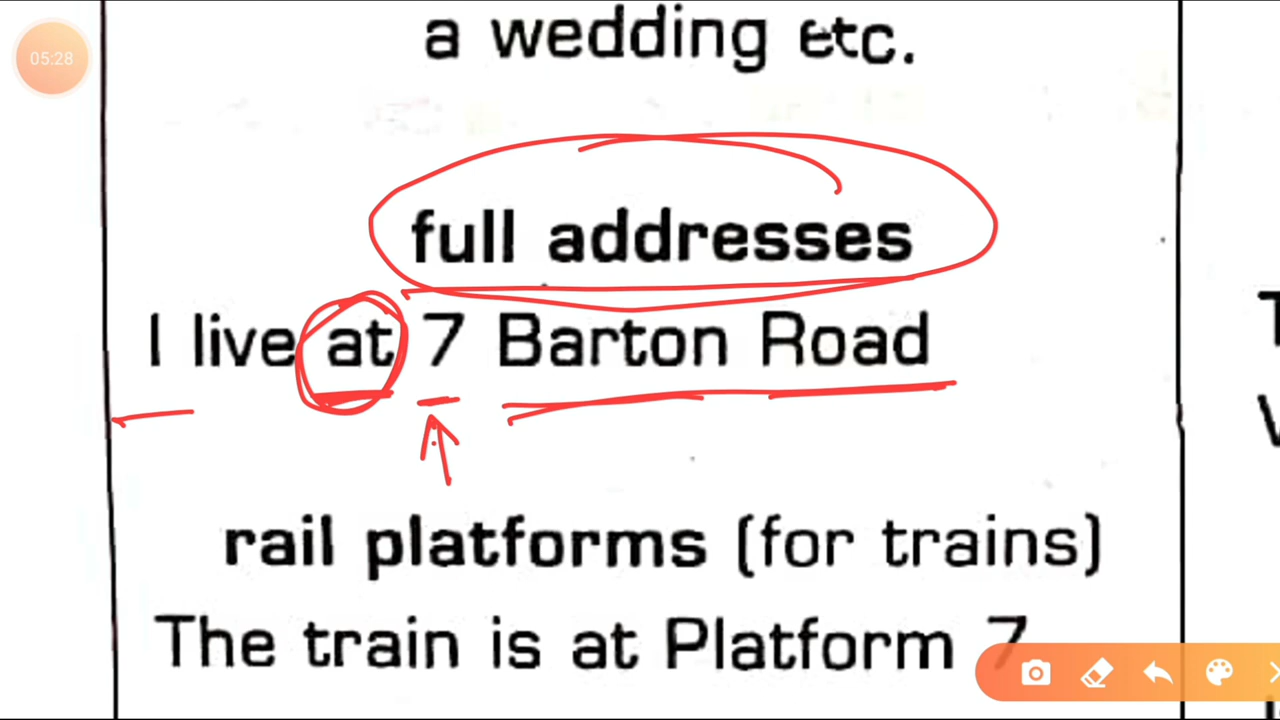 05:28
a wedding etc.
full addresses
I live at 7 Barton Road
rail platforms (for trains)
The train is at Platform 7